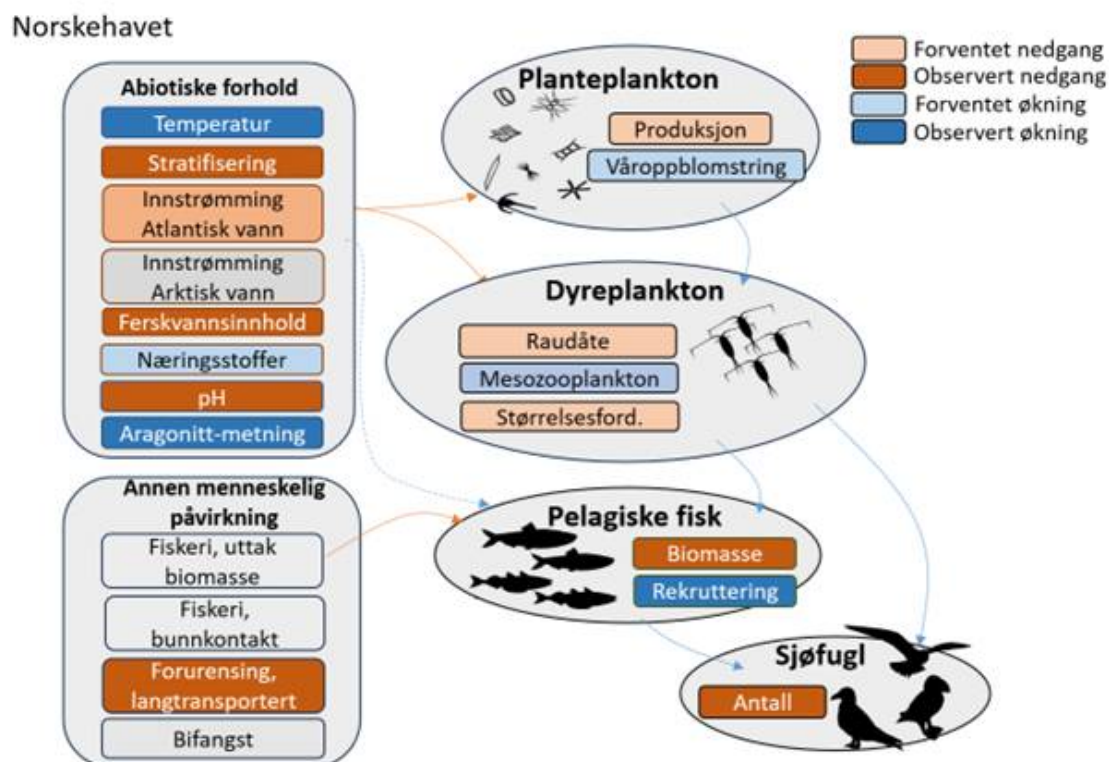 Norskehavet
Abiotiske forhold
Temperatur
Stratifisering
Innstrømming
Atlantisk vann
Innstrømming
Arktisk vann
Ferskvannsinnhold
Næringsstoffer
pH
Aragonitt-metning
Annen menneskelig
påvirkning
Fiskeri, uttak
biomasse
Fiskeri,
bunnkontakt
Forurensing,
langtransportert
Bifangst
Planteplankton
Produksjon
Våroppblomstring
Dyreplankton
Raudåte
Mesozooplankton
Størrelsesford.
Pelagiske fisk
Biomasse
Rekruttering
Sjøfugl
Antall
Forventet nedgang
Observert nedgang
Forventet økning
Observert økning